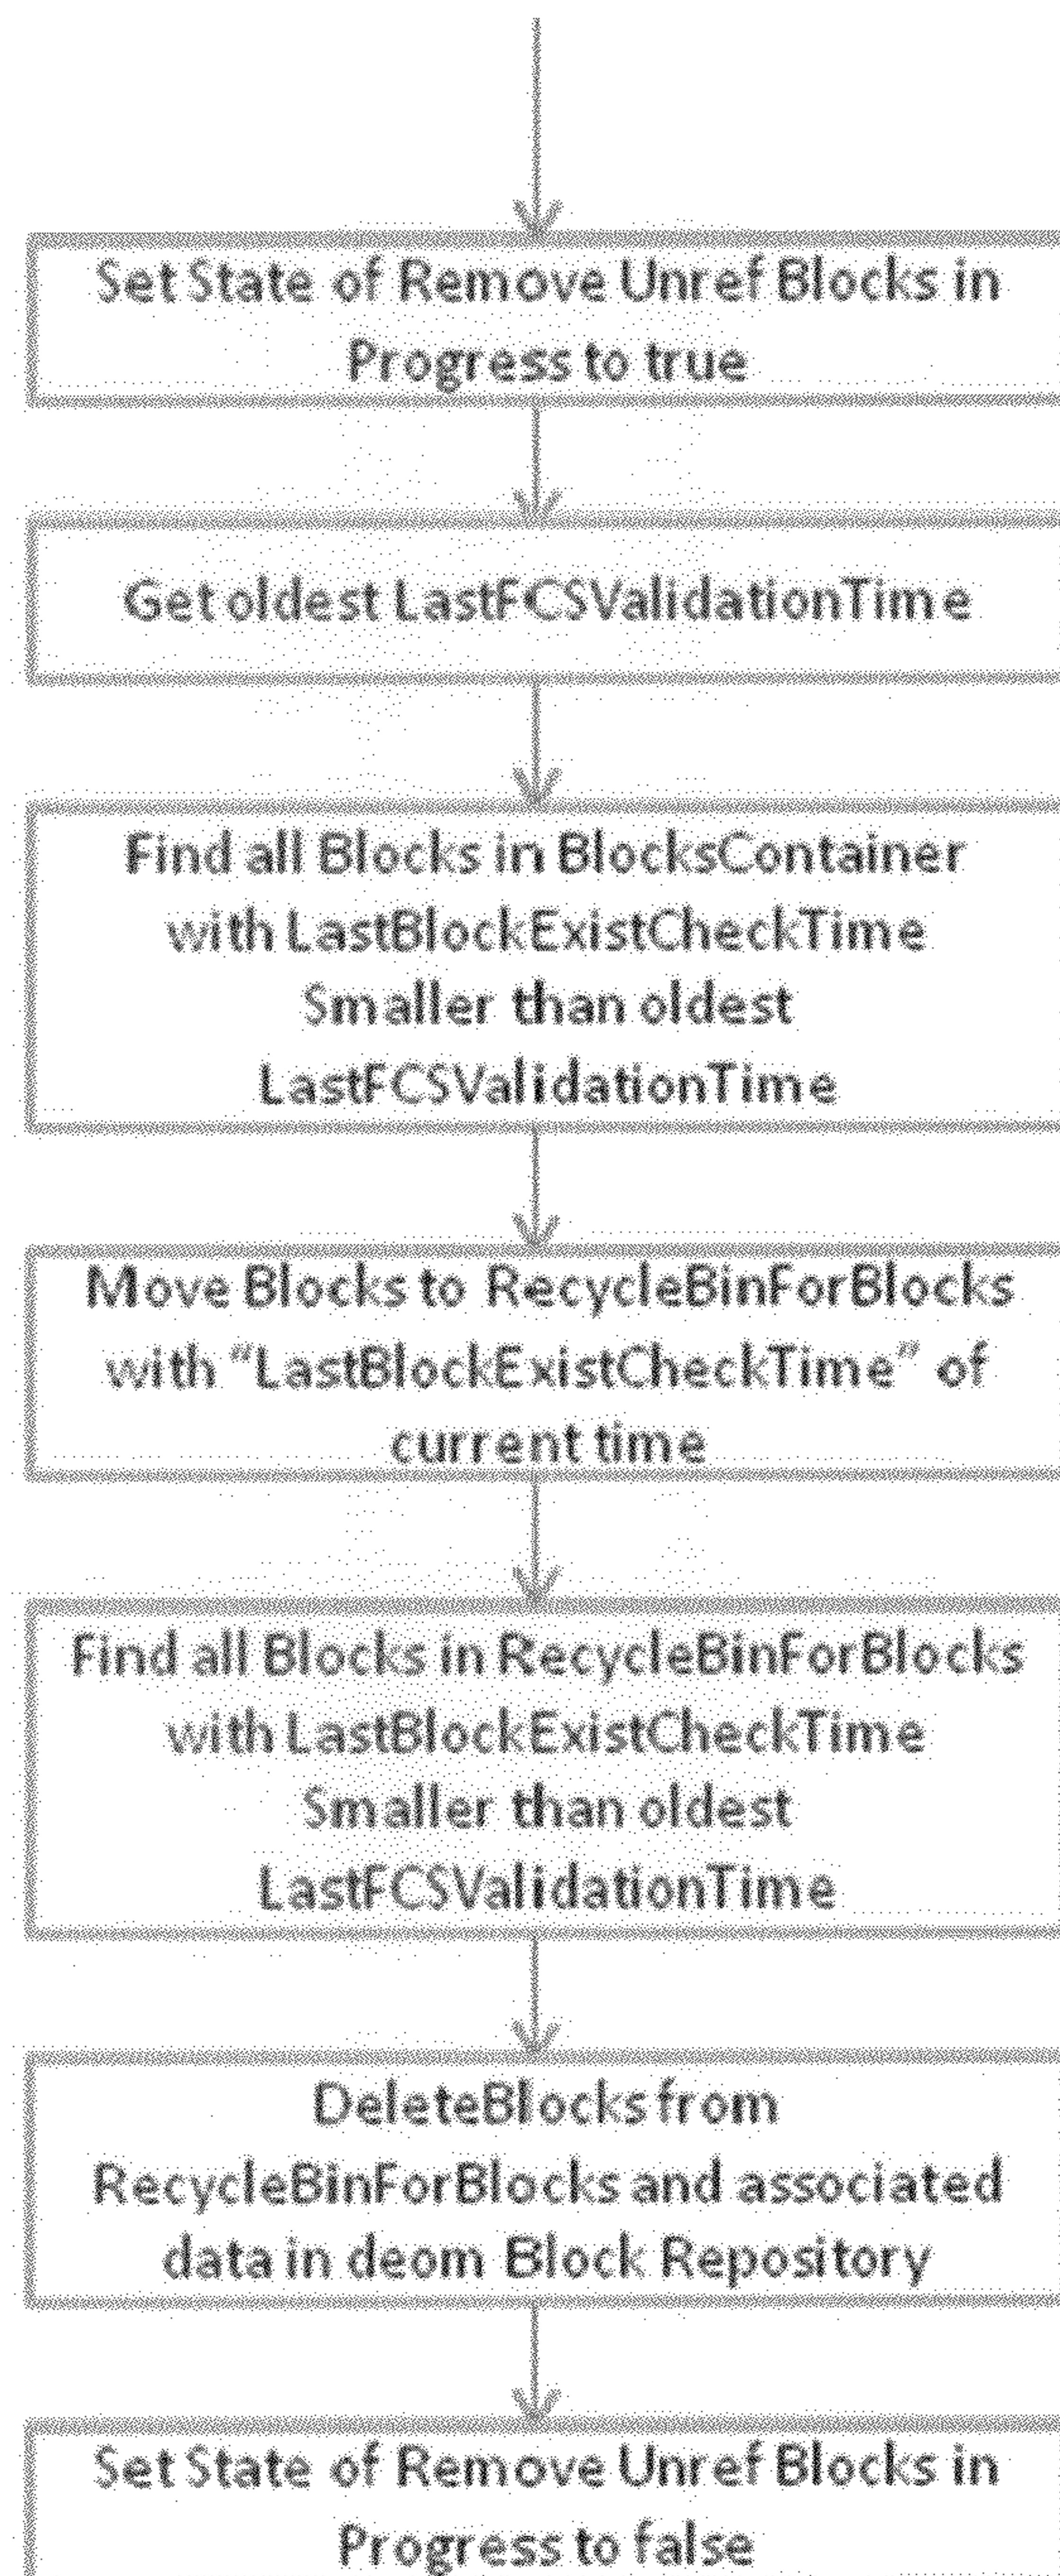 Set State of Remove Unref Blocks in
Progress to true
Get oldest LastFCSValidationTime
Find all Blocks in BlocksContainer
with LastBlockExistCheckTime
Smaller than oldest
LastFCSValidationTime
Move Blocks to RecycleBinForBlocks
with “LastBlockExistCheckTime” of
current time
Find all Blocks in RecycleBinForBlocks
with LastBlockExistCheckTime
Smaller than oldest
LastFCSValidationTime
DeleteBlocks from
RecycleBinForBlocks and associated
data in deom Block Repository
Set State of Remove Unref Blocks in
Progress to false